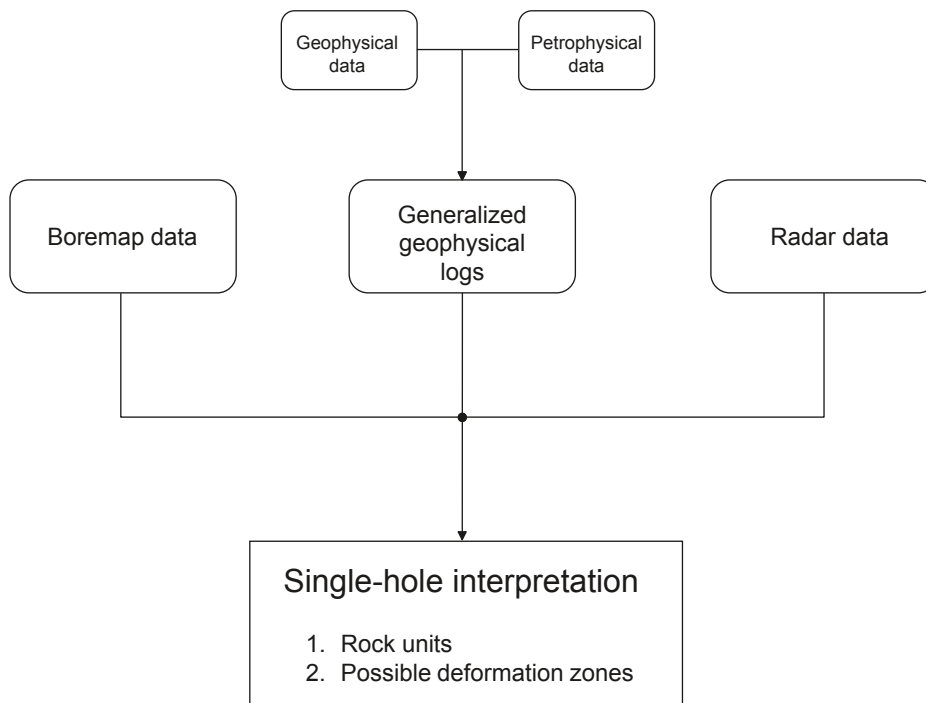 Geophysical
data
Petrophysical
data
Boremap data
Generalized
geophysical
logs
Radar data
Single-hole interpretation
1. Rock units
2. Possible deformation zones